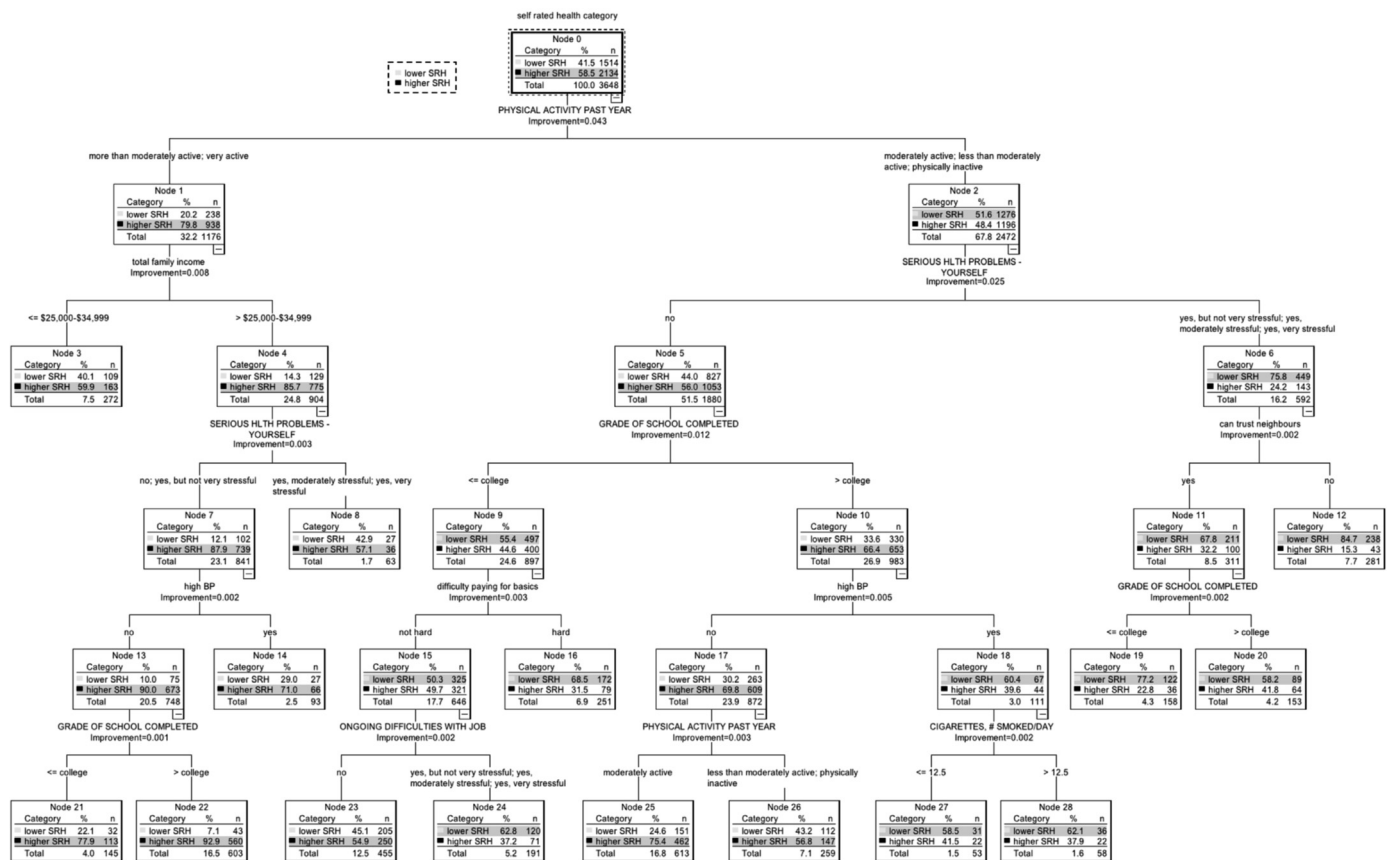 self rated health category
lower SRH
higher SRH
Node 0
Category % n
lower SRH 41.5 1514
higher SRH 58.5 2134
Total 100.0 3648
PHYSICAL ACTIVITY PAST YEAR
Improvement=0.043
more than moderately active; very active
moderately active; less than moderately
active; physically inactive
Node 1
Category % n
lower SRH 20.2 238
higher SRH 79.8 938
Total 32.2 1176
total family income
Improvement=0.008
Node 2
Category % n
lower SRH 51.6 1276
higher SRH 48.4 1196
Total 67.8 2472
SERIOUS HLTH PROBLEMS -
YOURSELF
Improvement=0.025
<= $25,000-$34,999
> $25,000-$34,999
no
yes, but not very stressful; yes,
moderately stressful; yes, very stressful
Node 3
Category % n
lower SRH 40.1 109
higher SRH 59.9 163
Total 7.5 272
Node 4
Category % n
lower SRH 14.3 129
higher SRH 85.7 775
Total 24.8 904
SERIOUS HLTH PROBLEMS -
YOURSELF
Improvement=0.003
Node 5
Category % n
lower SRH 44.0 827
higher SRH 56.0 1053
Total 51.5 1880
GRADE OF SCHOOL COMPLETED
Improvement=0.012
Node 6
Category % n
lower SRH 75.8 449
higher SRH 24.2 143
Total 16.2 592
can trust neighbours
Improvement=0.002
no; yes, but not very stressful
yes, moderately stressful; yes, very
stressful
<= college
> college
yes
no
Node 7
Category % n
lower SRH 12.1 102
higher SRH 87.9 739
Total 23.1 841
high BP
Improvement=0.002
Node 8
Category % n
lower SRH 42.9 27
higher SRH 57.1 36
Total 1.7 63
Node 9
Category % n
lower SRH 55.4 497
higher SRH 44.6 400
Total 24.6 897
difficulty paying for basics
Improvement=0.003
Node 10
Category % n
lower SRH 33.6 330
higher SRH 66.4 653
Total 26.9 983
high BP
Improvement=0.005
Node 11
Category % n
lower SRH 67.8 211
higher SRH 32.2 100
Total 8.5 311
GRADE OF SCHOOL COMPLETED
Improvement=0.002
Node 12
Category % n
lower SRH 84.7 238
higher SRH 15.3 43
Total 7.7 281
no
yes
not hard
hard
no
yes
<= college
> college
Node 13
Category % n
lower SRH 10.0 75
higher SRH 90.0 673
Total 20.5 748
GRADE OF SCHOOL COMPLETED
Improvement=0.001
Node 14
Category % n
lower SRH 29.0 27
higher SRH 71.0 66
Total 2.5 93
Node 15
Category % n
lower SRH 50.3 325
higher SRH 49.7 321
Total 17.7 646
ONGOING DIFFICULTIES WITH JOB
Improvement=0.002
Node 16
Category % n
lower SRH 68.5 172
higher SRH 31.5 79
Total 6.9 251
Node 17
Category % n
lower SRH 30.2 263
higher SRH 69.8 609
Total 23.9 872
PHYSICAL ACTIVITY PAST YEAR
Improvement=0.003
Node 18
Category % n
lower SRH 60.4 67
higher SRH 39.6 44
Total 3.0 111
CIGARETTES, # SMOKED/DAY
Improvement=0.002
Node 19
Category % n
lower SRH 77.2 122
higher SRH 22.8 36
Total 4.3 158
Node 20
Category % n
lower SRH 58.2 89
higher SRH 41.8 64
Total 4.2 153
<= college
> college
no
yes, but not very stressful; yes,
moderately stressful; yes, very stressful
moderately active
less than moderately active; physically
inactive
<= 12.5
> 12.5
Node 21
Category % n
lower SRH 22.1 32
higher SRH 77.9 113
Total 4.0 145
Node 22
Category % n
lower SRH 7.1 43
higher SRH 92.9 560
Total 16.5 603
Node 23
Category % n
lower SRH 45.1 205
higher SRH 54.9 250
Total 12.5 455
Node 24
Category % n
lower SRH 62.8 120
higher SRH 37.2 71
Total 5.2 191
Node 25
Category % n
lower SRH 24.6 151
higher SRH 75.4 462
Total 16.8 613
Node 26
Category % n
lower SRH 43.2 112
higher SRH 56.8 147
Total 7.1 259
Node 27
Category % n
lower SRH 58.5 31
higher SRH 41.5 22
Total 1.5 53
Node 28
Category % n
lower SRH 62.1 36
higher SRH 37.9 22
Total 1.6 58